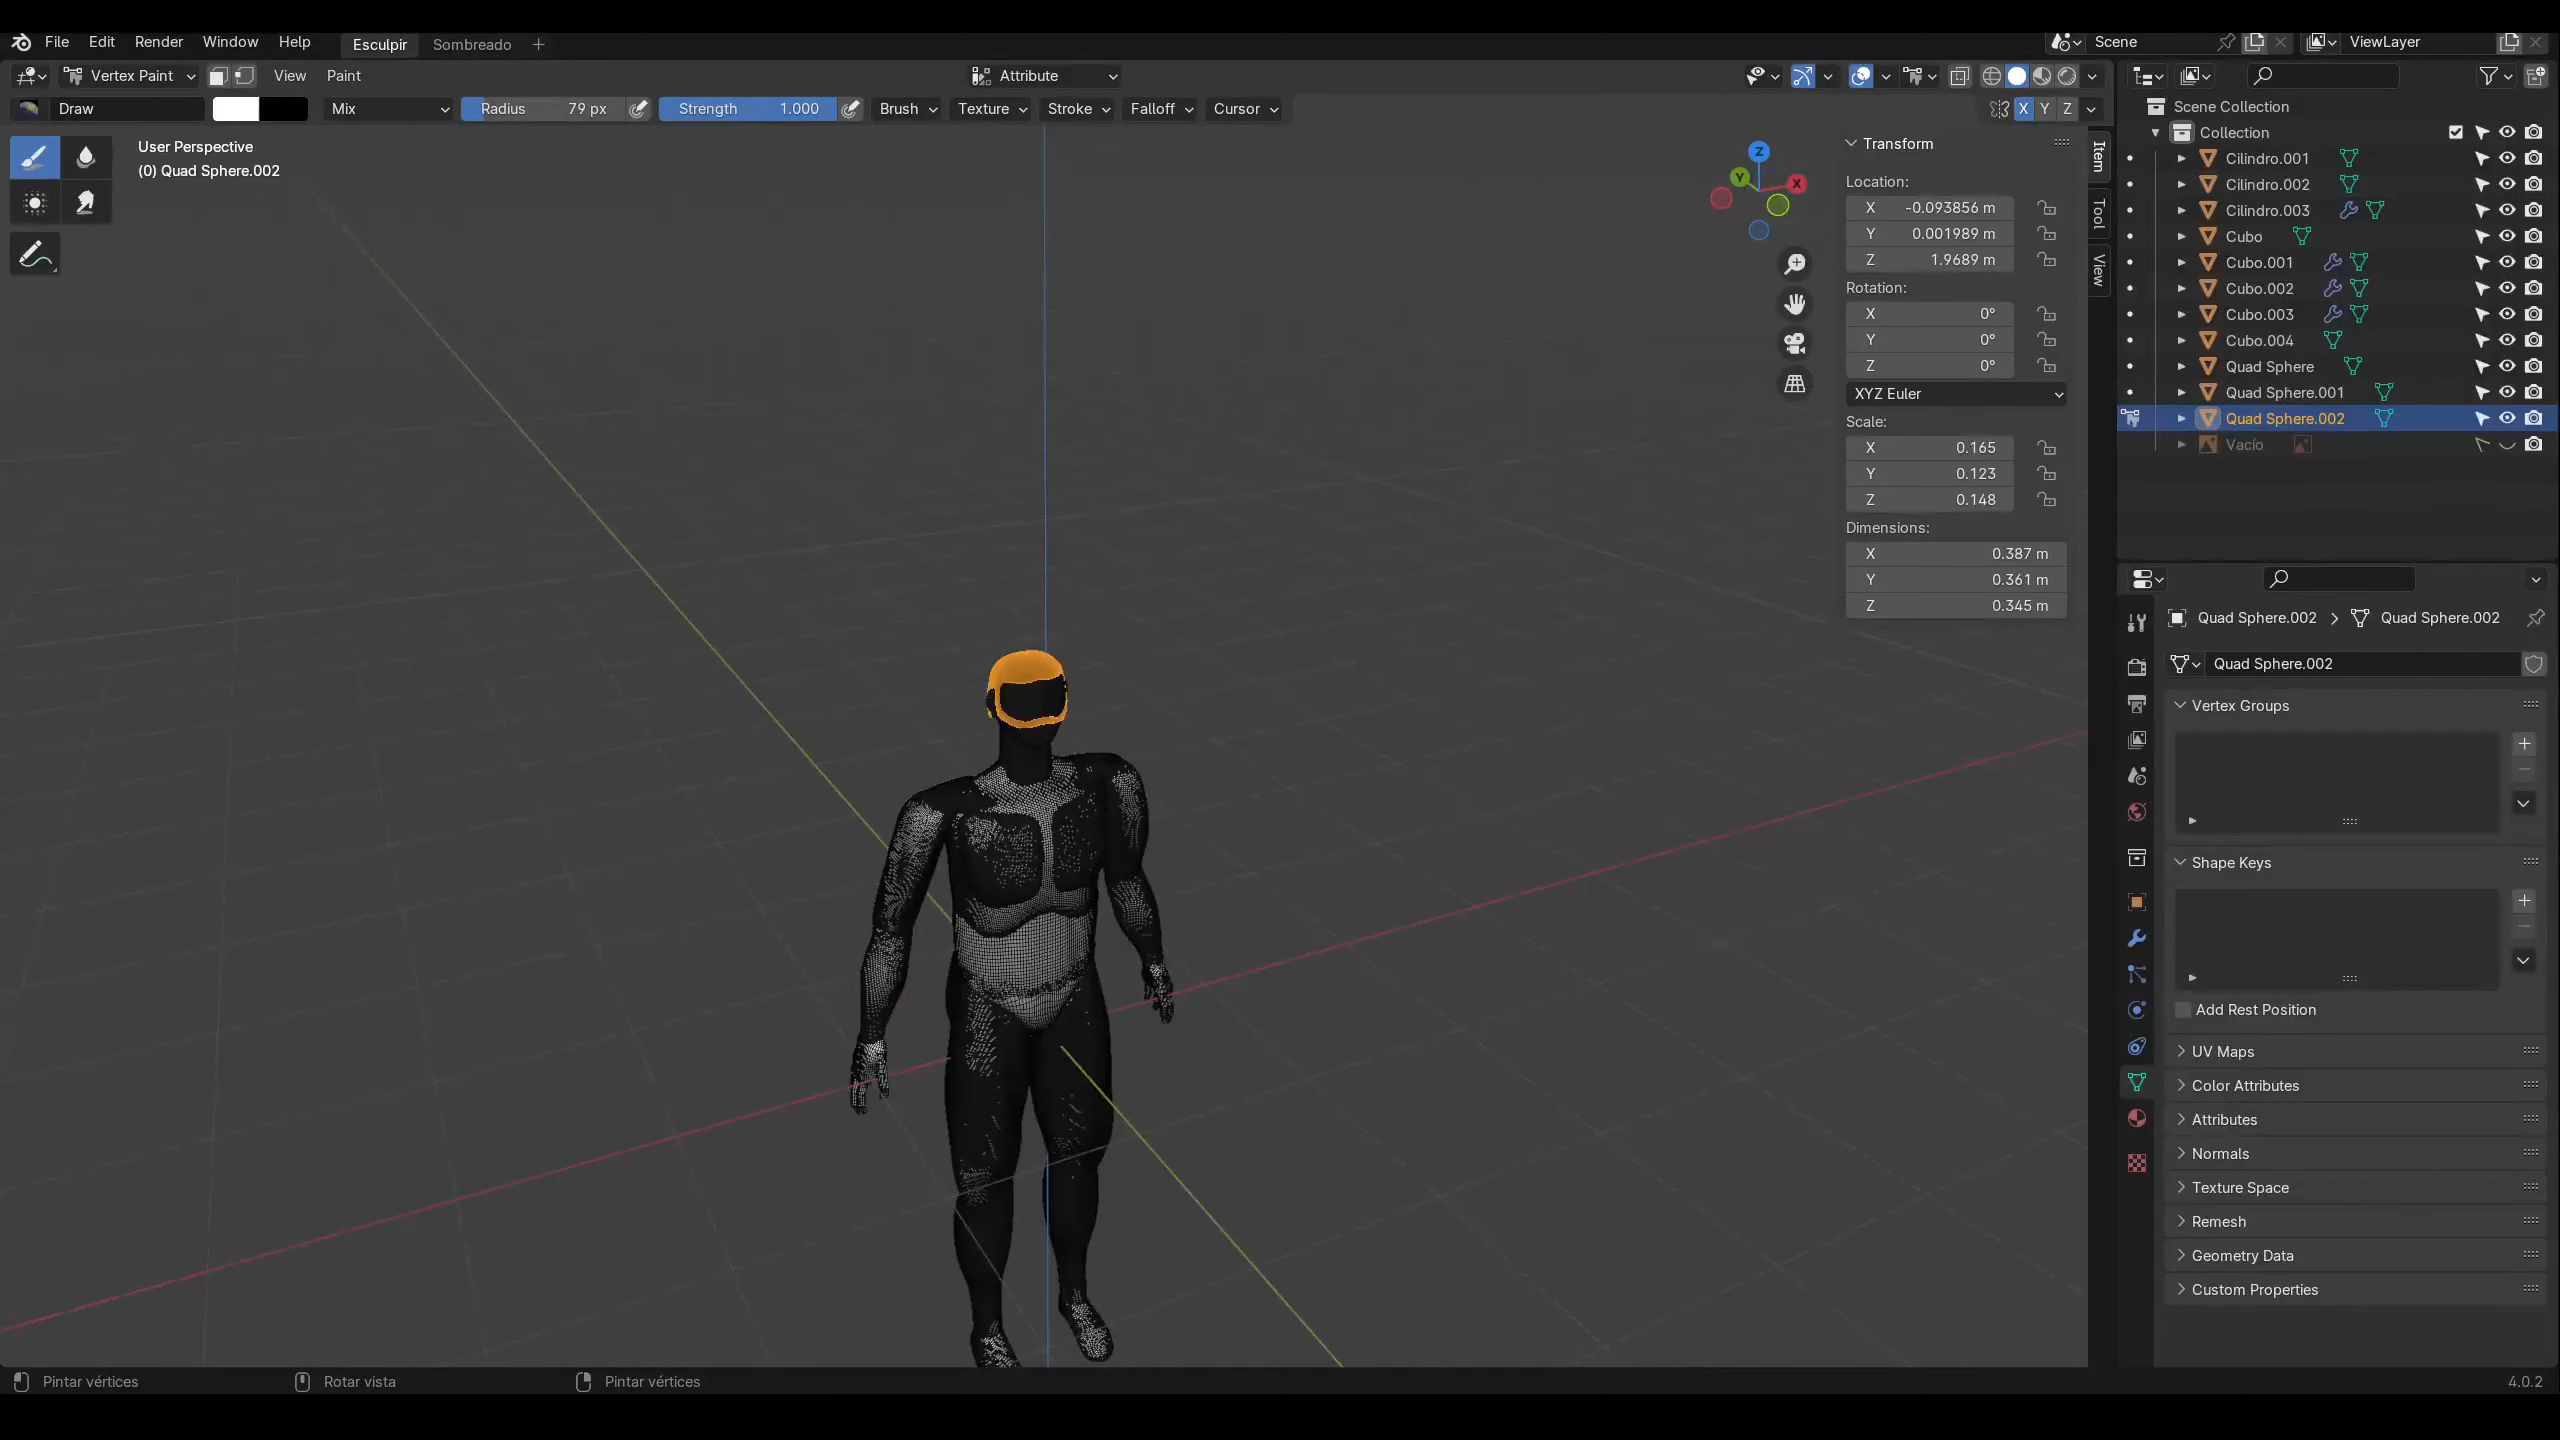 File Edit Render Window Help Esculpir Sombreado + Scene ViewLayer
Vertex Paint View Paint Attribute
Draw Mix Radius 79 px Strength 1.000 Brush Texture Stroke Falloff Cursor X Y Z
User Perspective
(0) Quad Sphere.002
Z
Y
X
Transform
Location:
X -0.093856 m
Y 0.001989 m
Z 1.9689 m
Rotation:
X 0°
Y 0°
Z 0°
XYZ Euler
Scale:
X 0.165
Y 0.123
Z 0.148
Dimensions:
X 0.387 m
Y 0.361 m
Z 0.345 m
Item
Tool
View
Scene Collection
Collection
Cilindro.001
Cilindro.002
Cilindro.003
Cubo
Cubo.001
Cubo.002
Cubo.003
Cubo.004
Quad Sphere
Quad Sphere.001
Quad Sphere.002
Vacío
Quad Sphere.002 > Quad Sphere.002
Quad Sphere.002
Vertex Groups
Shape Keys
Add Rest Position
UV Maps
Color Attributes
Attributes
Normals
Texture Space
Remesh
Geometry Data
Custom Properties
Pintar vértices Rotar vista Pintar vértices 4.0.2